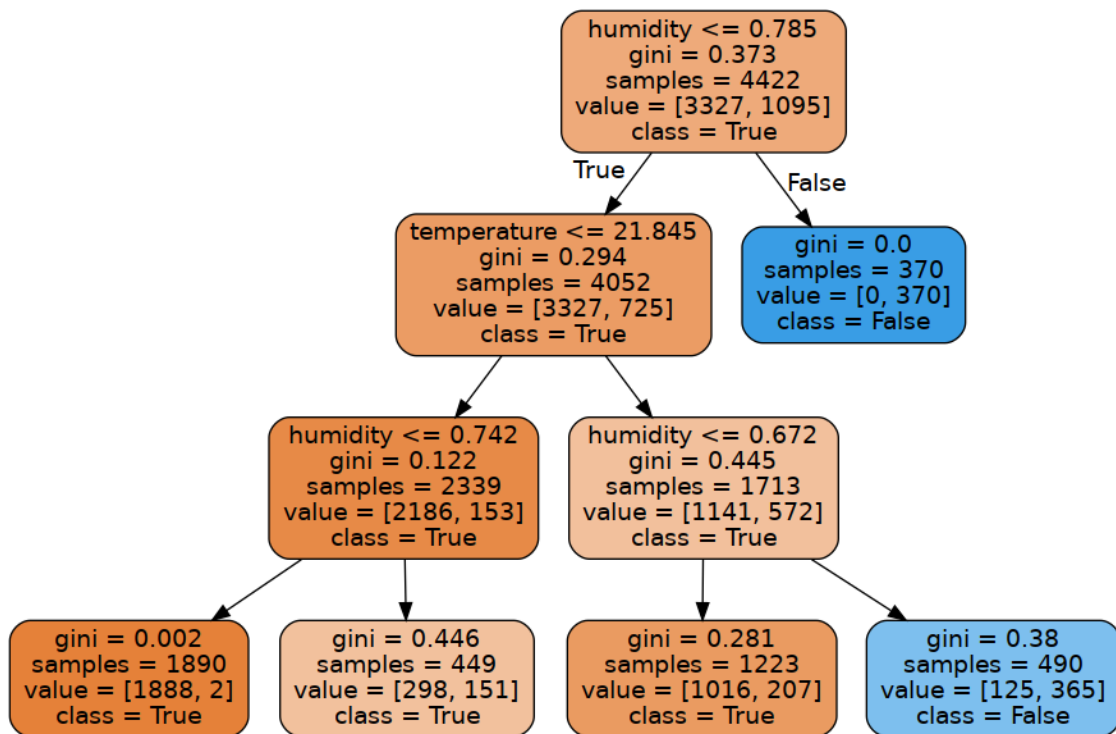 humidity <= 0.785
gini = 0.373
samples = 4422
value = [3327, 1095]
class = True
True
False
temperature <= 21.845
gini = 0.294
samples = 4052
value = [3327, 725]
class = True
gini = 0.0
samples = 370
value = [0, 370]
class = False
humidity <= 0.742
gini = 0.122
samples = 2339
value = [2186, 153]
class = True
humidity <= 0.672
gini = 0.445
samples = 1713
value = [1141, 572]
class = True
gini = 0.002
samples = 1890
value = [1888, 2]
class = True
gini = 0.446
samples = 449
value = [298, 151]
class = True
gini = 0.281
samples = 1223
value = [1016, 207]
class = True
gini = 0.38
samples = 490
value = [125, 365]
class = False